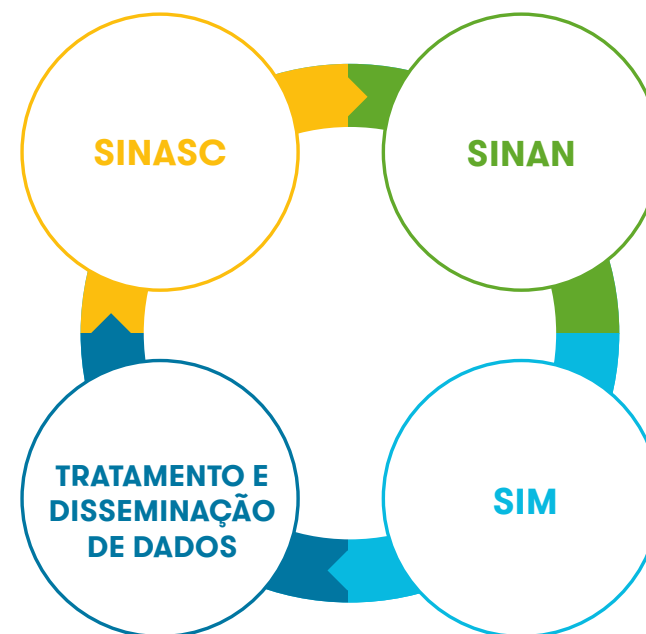 SINASC
SINAN
TRATAMENTO E
DISSEMINAÇÃO
DE DADOS
SIM